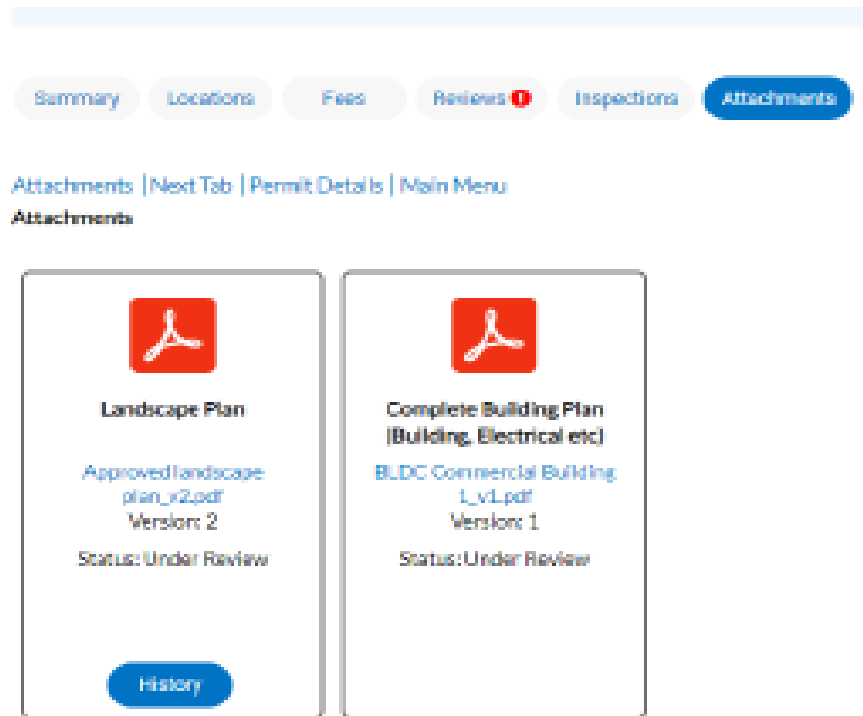 Summary Locations Fees Reviews ! Inspections Attachments
Attachments | Next Tab | Permit Details | Main Menu
Attachments
Landscape Plan
Approved landscape
plan_v2.pdf
Version: 2
Status: Under Review
History
Complete Building Plan
(Building, Electrical etc)
BLDC Commercial Building
1_v1.pdf
Version: 1
Status: Under Review